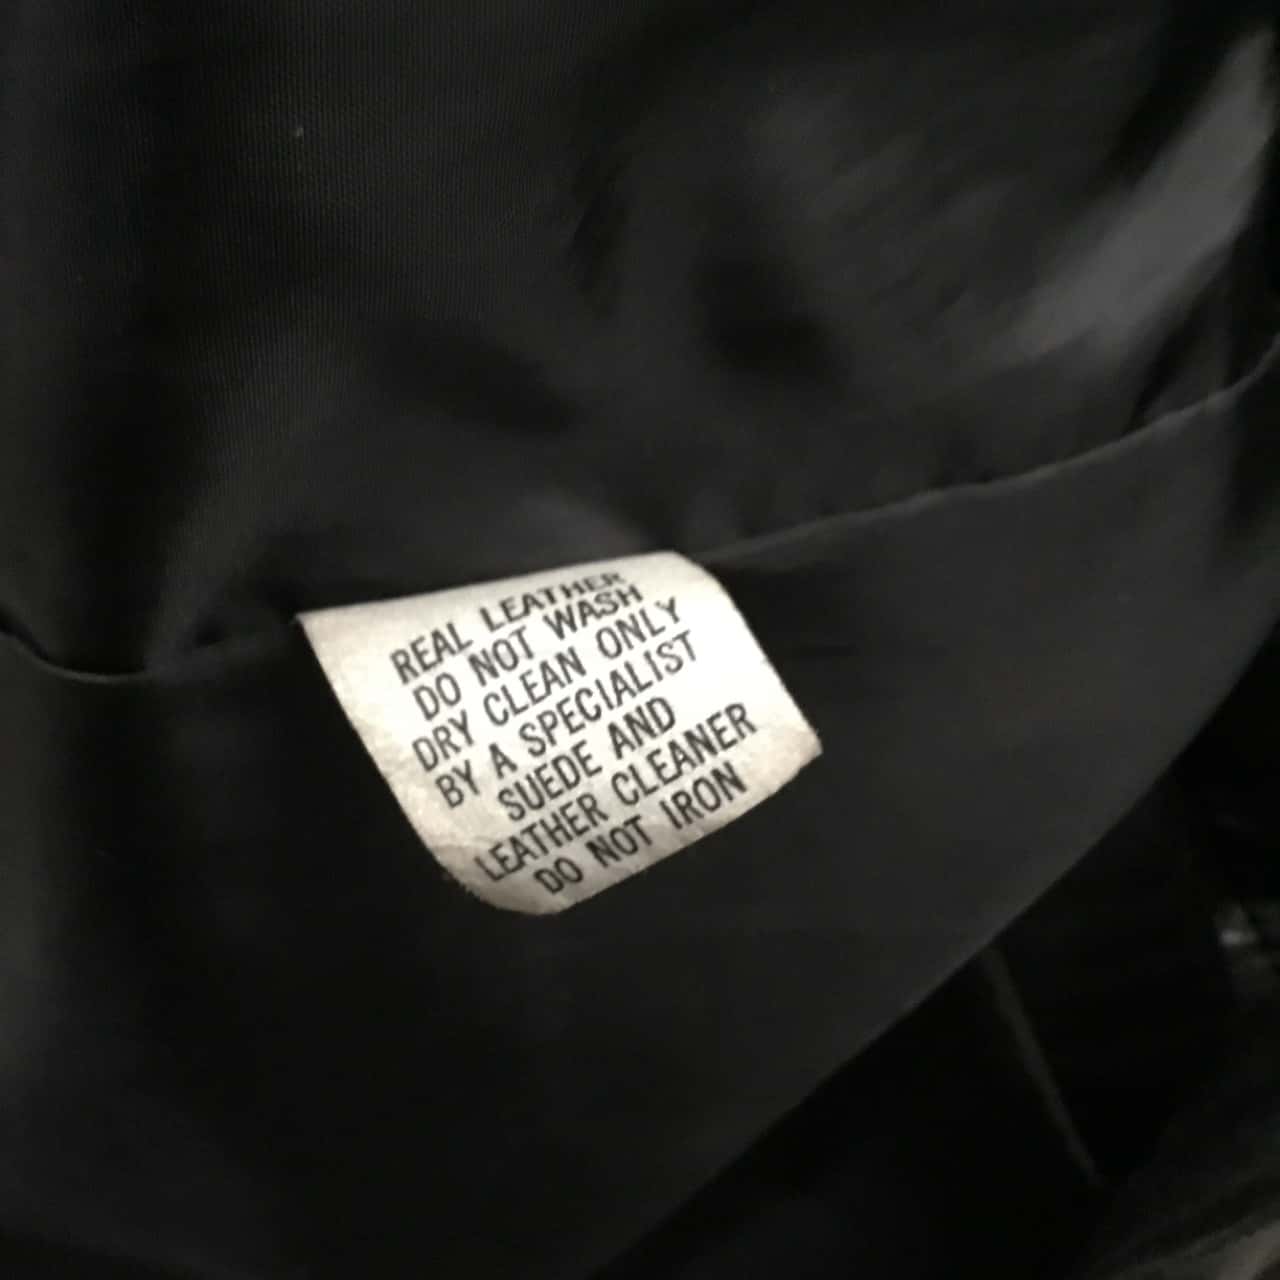 REAL LEATHER
DO NOT WASH
DRY CLEAN ONLY
BY A SPECIALIST
SUEDE AND
LEATHER CLEANER
DO NOT IRON